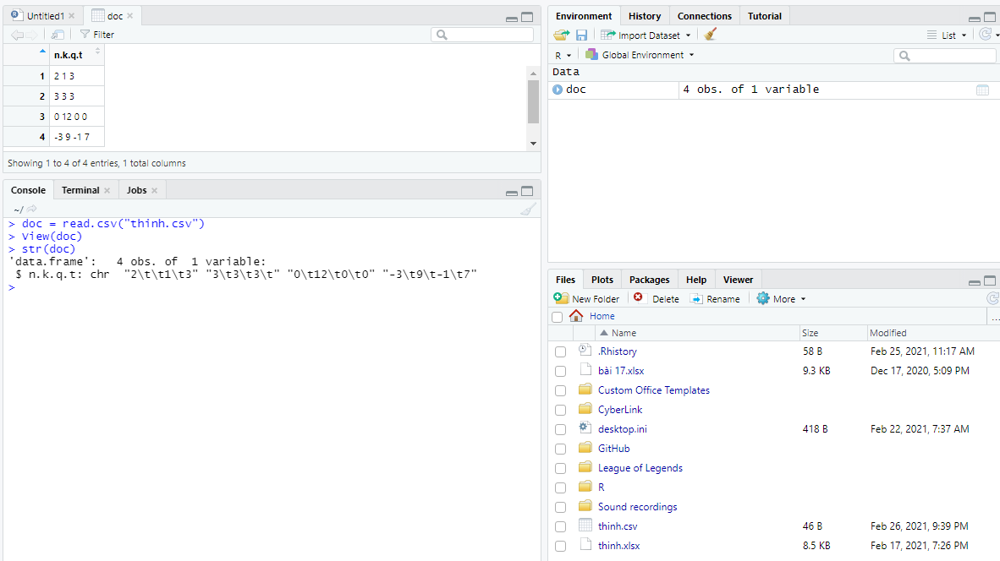 Untitled1 doc
Filter
n.k.q.t
1 2 1 3
2 3 3 3
3 0 12 0 0
4 -3 9 -1 7
Showing 1 to 4 of 4 entries, 1 total columns
Console Terminal Jobs
~/
> doc = read.csv("thinh.csv")
> View(doc)
> str(doc)
'data.frame': 4 obs. of 1 variable:
$ n.k.q.t: chr "2\t\t1\t3" "3\t3\t3\t" "0\t12\t0\t0" "-3\t9\t-1\t7"
>
Environment History Connections Tutorial
Import Dataset List
R Global Environment
Data
doc 4 obs. of 1 variable
Files Plots Packages Help Viewer
New Folder Delete Rename More
Home ...
Name Size Modified
.Rhistory 58 B Feb 25, 2021, 11:17 AM
bài 17.xlsx 9.3 KB Dec 17, 2020, 5:09 PM
Custom Office Templates
CyberLink
desktop.ini 418 B Feb 22, 2021, 7:37 AM
GitHub
League of Legends
R
Sound recordings
thinh.csv 46 B Feb 26, 2021, 9:39 PM
thinh.xlsx 8.5 KB Feb 17, 2021, 7:26 PM